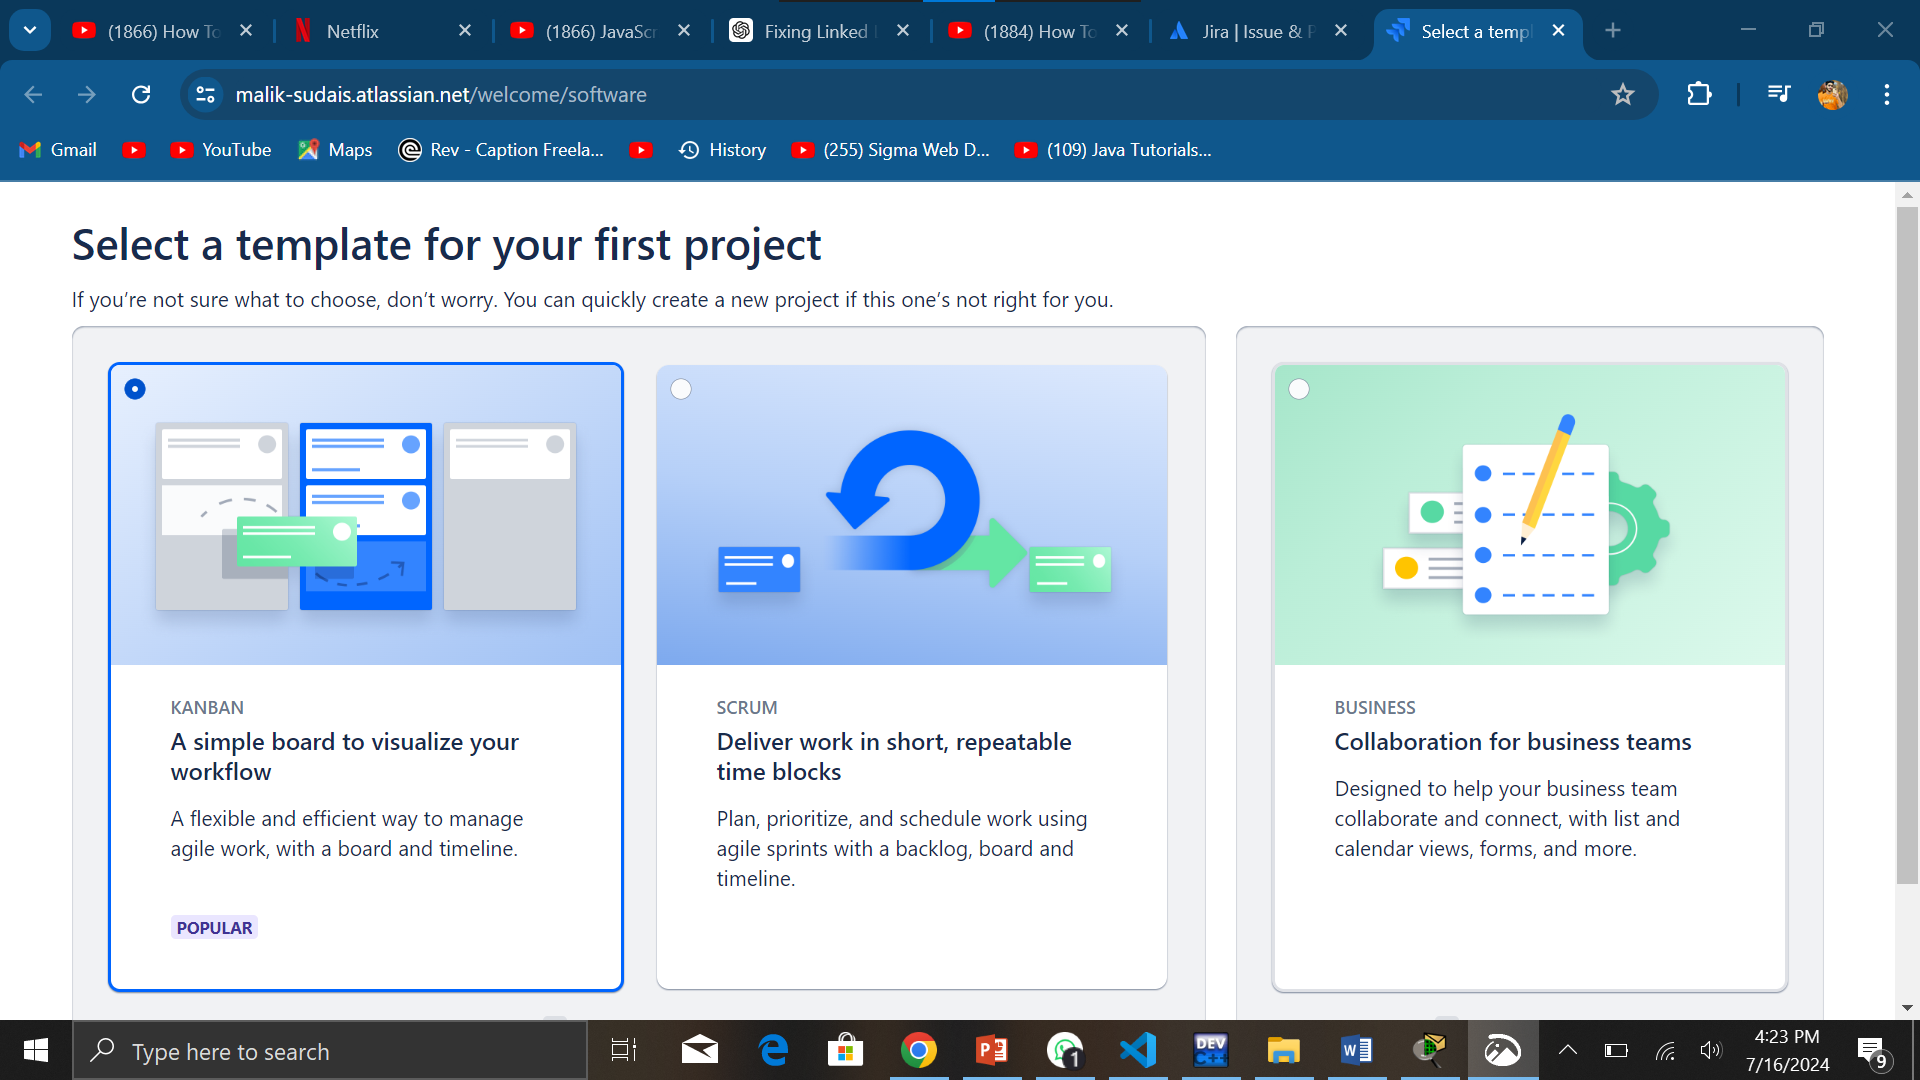 (1866) How To
Netflix
(1866) JavaScr
Fixing Linked
(1884) How To
Jira | Issue & P
Select a templ
malik-sudais.atlassian.net/welcome/software
Gmail
YouTube
Maps
Rev - Caption Freela...
History
(255) Sigma Web D...
(109) Java Tutorials...
Select a template for your first project
If you’re not sure what to choose, don’t worry. You can quickly create a new project if this one’s not right for you.
KANBAN
A simple board to visualize your
workflow
A flexible and efficient way to manage
agile work, with a board and timeline.
POPULAR
SCRUM
Deliver work in short, repeatable
time blocks
Plan, prioritize, and schedule work using
agile sprints with a backlog, board and
timeline.
BUSINESS
Collaboration for business teams
Designed to help your business team
collaborate and connect, with list and
calendar views, forms, and more.
Type here to search
1
DEV
C++
4:23 PM
7/16/2024
9